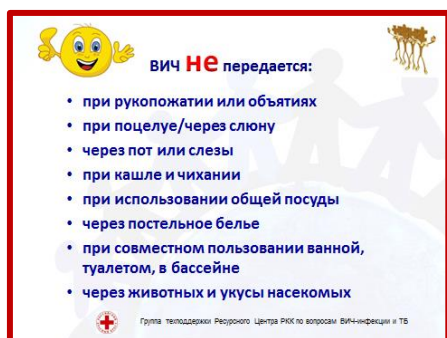 ВИЧ не передается:
• при рукопожатии или объятиях
• при поцелуе/через слюну
• через пот или слезы
• при кашле и чихании
• при использовании общей посуды
• через постельное белье
• при совместном пользовании ванной,
туалетом, в бассейне
• через животных и укусы насекомых
Группа техподдержки Ресурсного Центра РКК по вопросам ВИЧ-инфекции и ТБ